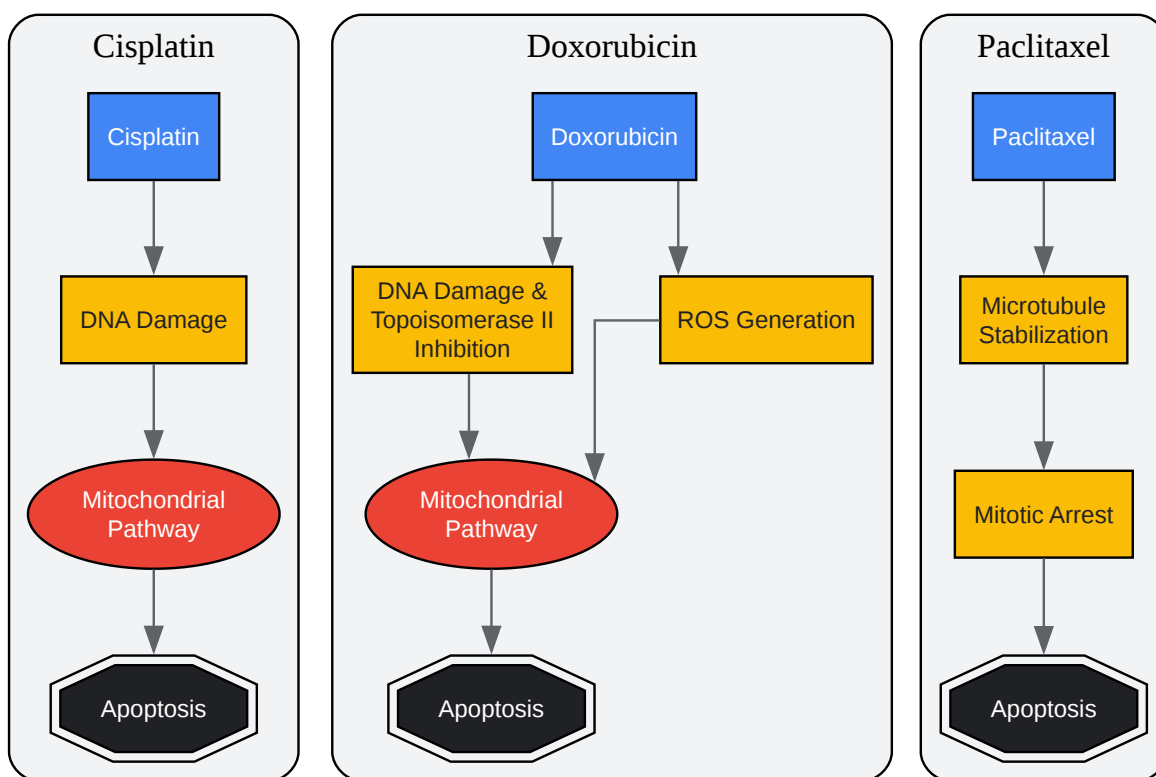 Cisplatin
Cisplatin
DNA Damage
Mitochondrial
Pathway
Apoptosis
Doxorubicin
Doxorubicin
DNA Damage &
Topoisomerase II
Inhibition
ROS Generation
Mitochondrial
Pathway
Apoptosis
Paclitaxel
Paclitaxel
Microtubule
Stabilization
Mitotic Arrest
Apoptosis